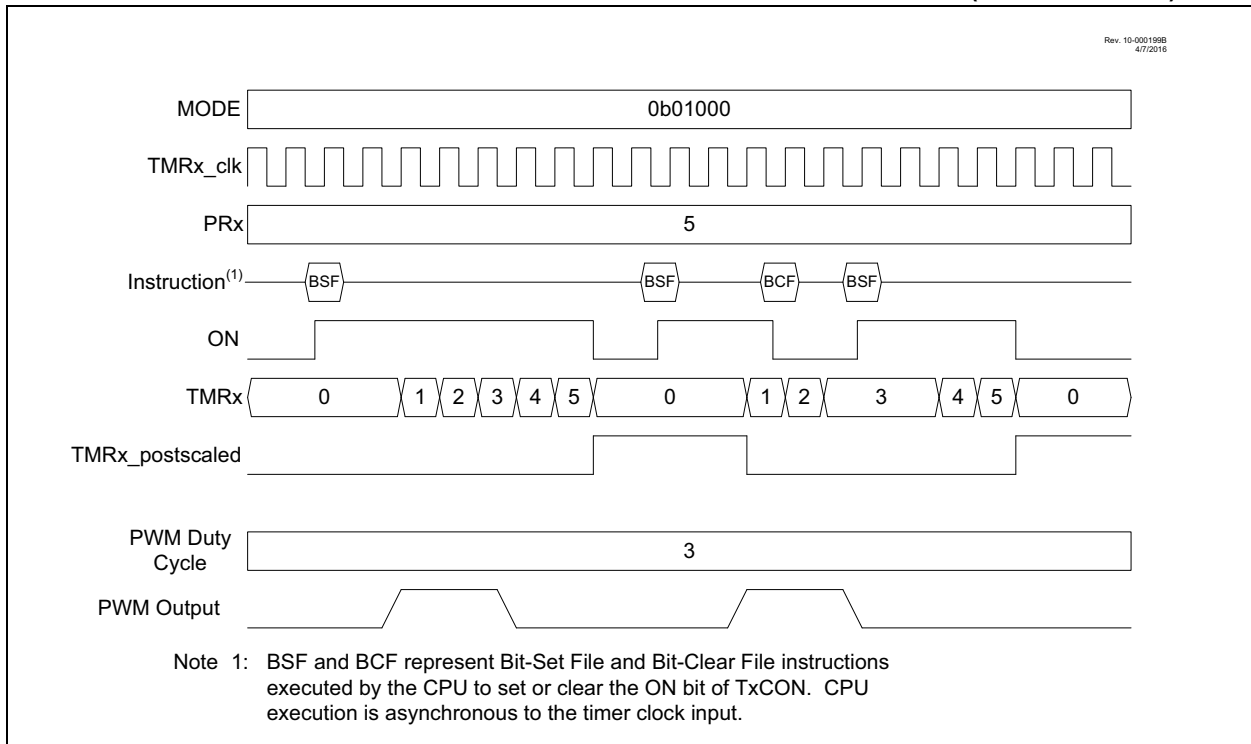 Rev. 10-000199B
4/7/2016
MODE 0b01000
TMRx_clk
PRx 5
Instruction(1) BSF BSF BCF BSF
ON
TMRx 0 1 2 3 4 5 0 1 2 3 4 5 0
TMRx_postscaled
PWM Duty
Cycle 3
PWM Output
Note 1: BSF and BCF represent Bit-Set File and Bit-Clear File instructions
executed by the CPU to set or clear the ON bit of TxCON. CPU
execution is asynchronous to the timer clock input.